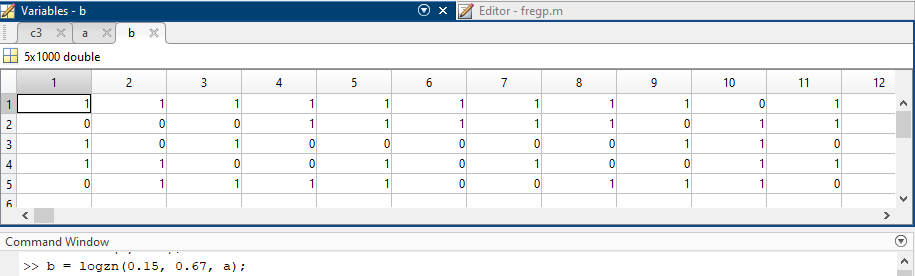 Variables - b
Editor - fregp.m
c3 a b
5x1000 double
1 2 3 4 5 6 7 8 9 10 11 12
1 1 1 1 1 1 1 1 1 1 0 1
2 0 0 0 1 1 1 1 1 0 1 1
3 1 0 1 0 0 0 0 0 1 1 0
4 1 1 0 0 1 0 1 0 0 1 1
5 0 1 1 1 1 0 0 1 1 1 0
6
Command Window
>> b = logzn(0.15, 0.67, a);